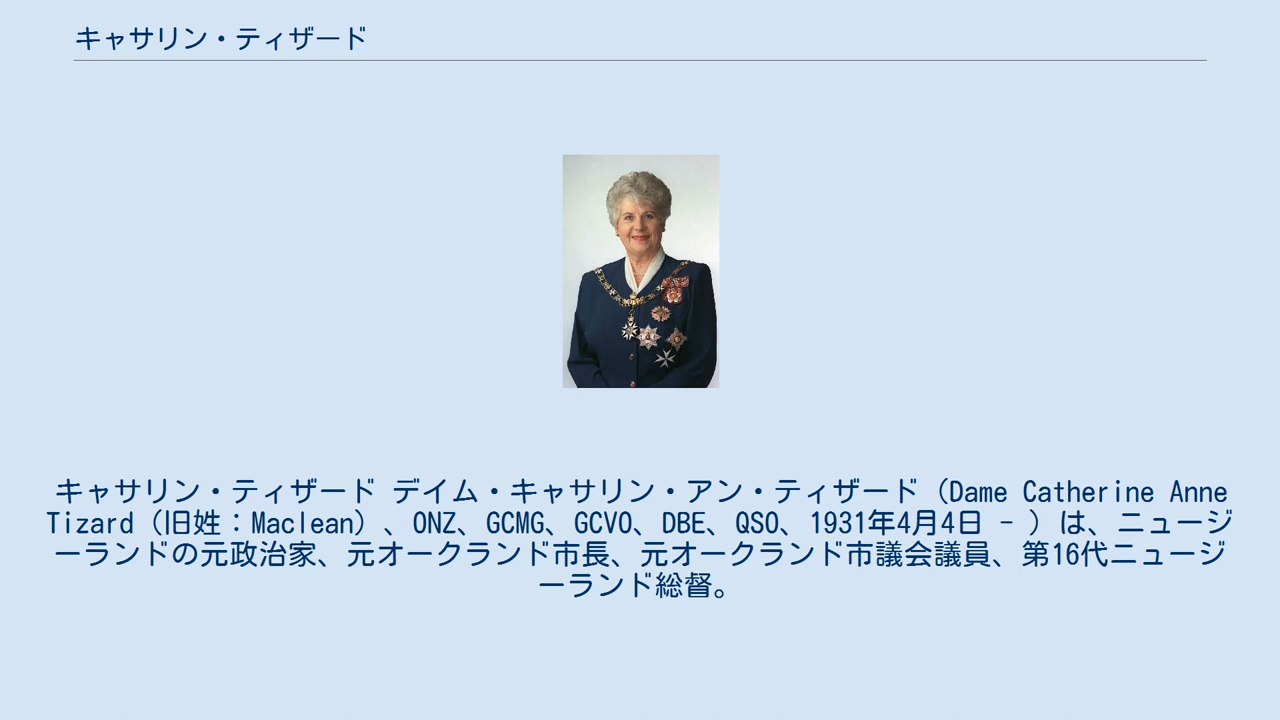 キャサリン・ティザード
キャサリン・ティザード デイム・キャサリン・アン・ティザード（Dame Catherine Anne
Tizard（旧姓：Maclean）、ONZ、GCMG、GCVO、DBE、QSO、1931年4月4日 - ）は、ニュージ
ーランドの元政治家、元オークランド市長、元オークランド市議会議員、第16代ニュージ
ーランド総督。